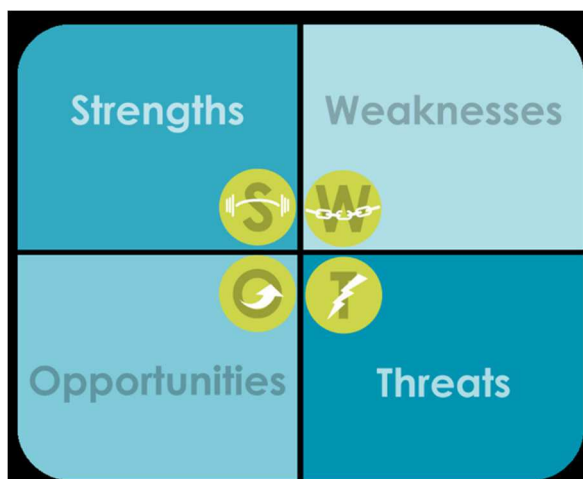 Strengths
Weaknesses
S
W
O
T
Opportunities
Threats